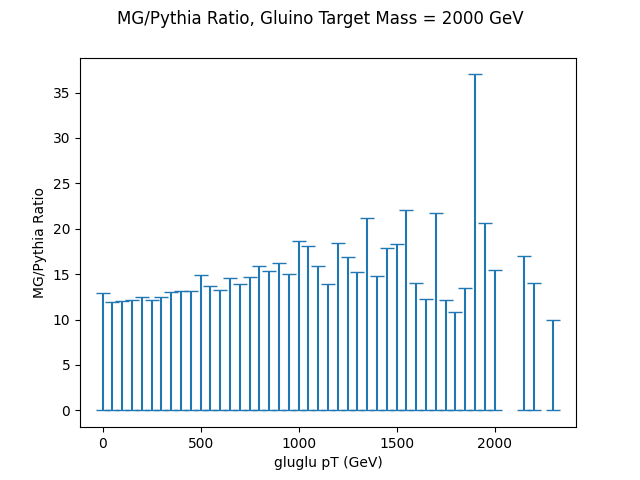 MG/Pythia Ratio, Gluino Target Mass = 2000 GeV
MG/Pythia Ratio
35
30
25
20
15
10
5
0
0 500 1000 1500 2000
gluglu pT (GeV)